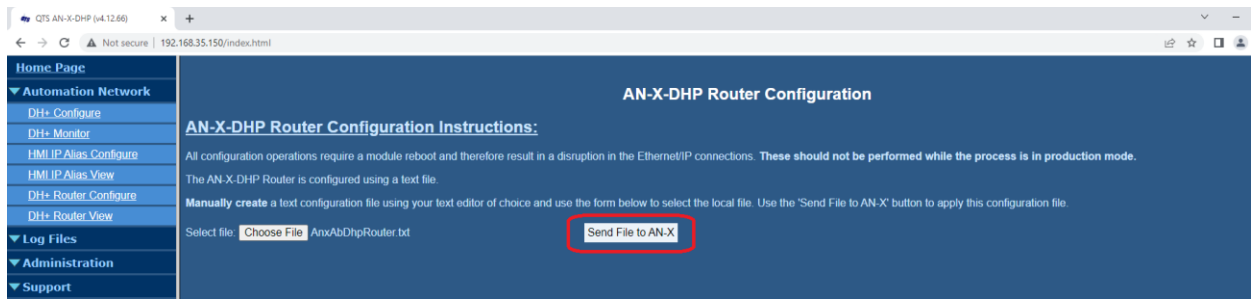 QTS AN-X-DHP (v4.12.66)
Not secure | 192.168.35.150/index.html
Home Page
Automation Network
DH+ Configure
DH+ Monitor
HMI IP Alias Configure
HMI IP Alias View
DH+ Router Configure
DH+ Router View
Log Files
Administration
Support
AN-X-DHP Router Configuration
AN-X-DHP Router Configuration Instructions:
All configuration operations require a module reboot and therefore result in a disruption in the Ethernet/IP connections. These should not be performed while the process is in production mode.
The AN-X-DHP Router is configured using a text file.
Manually create a text configuration file using your text editor of choice and use the form below to select the local file. Use the 'Send File to AN-X' button to apply this configuration file.
Select file: Choose File AnxAbDhpRouter.txt Send File to AN-X